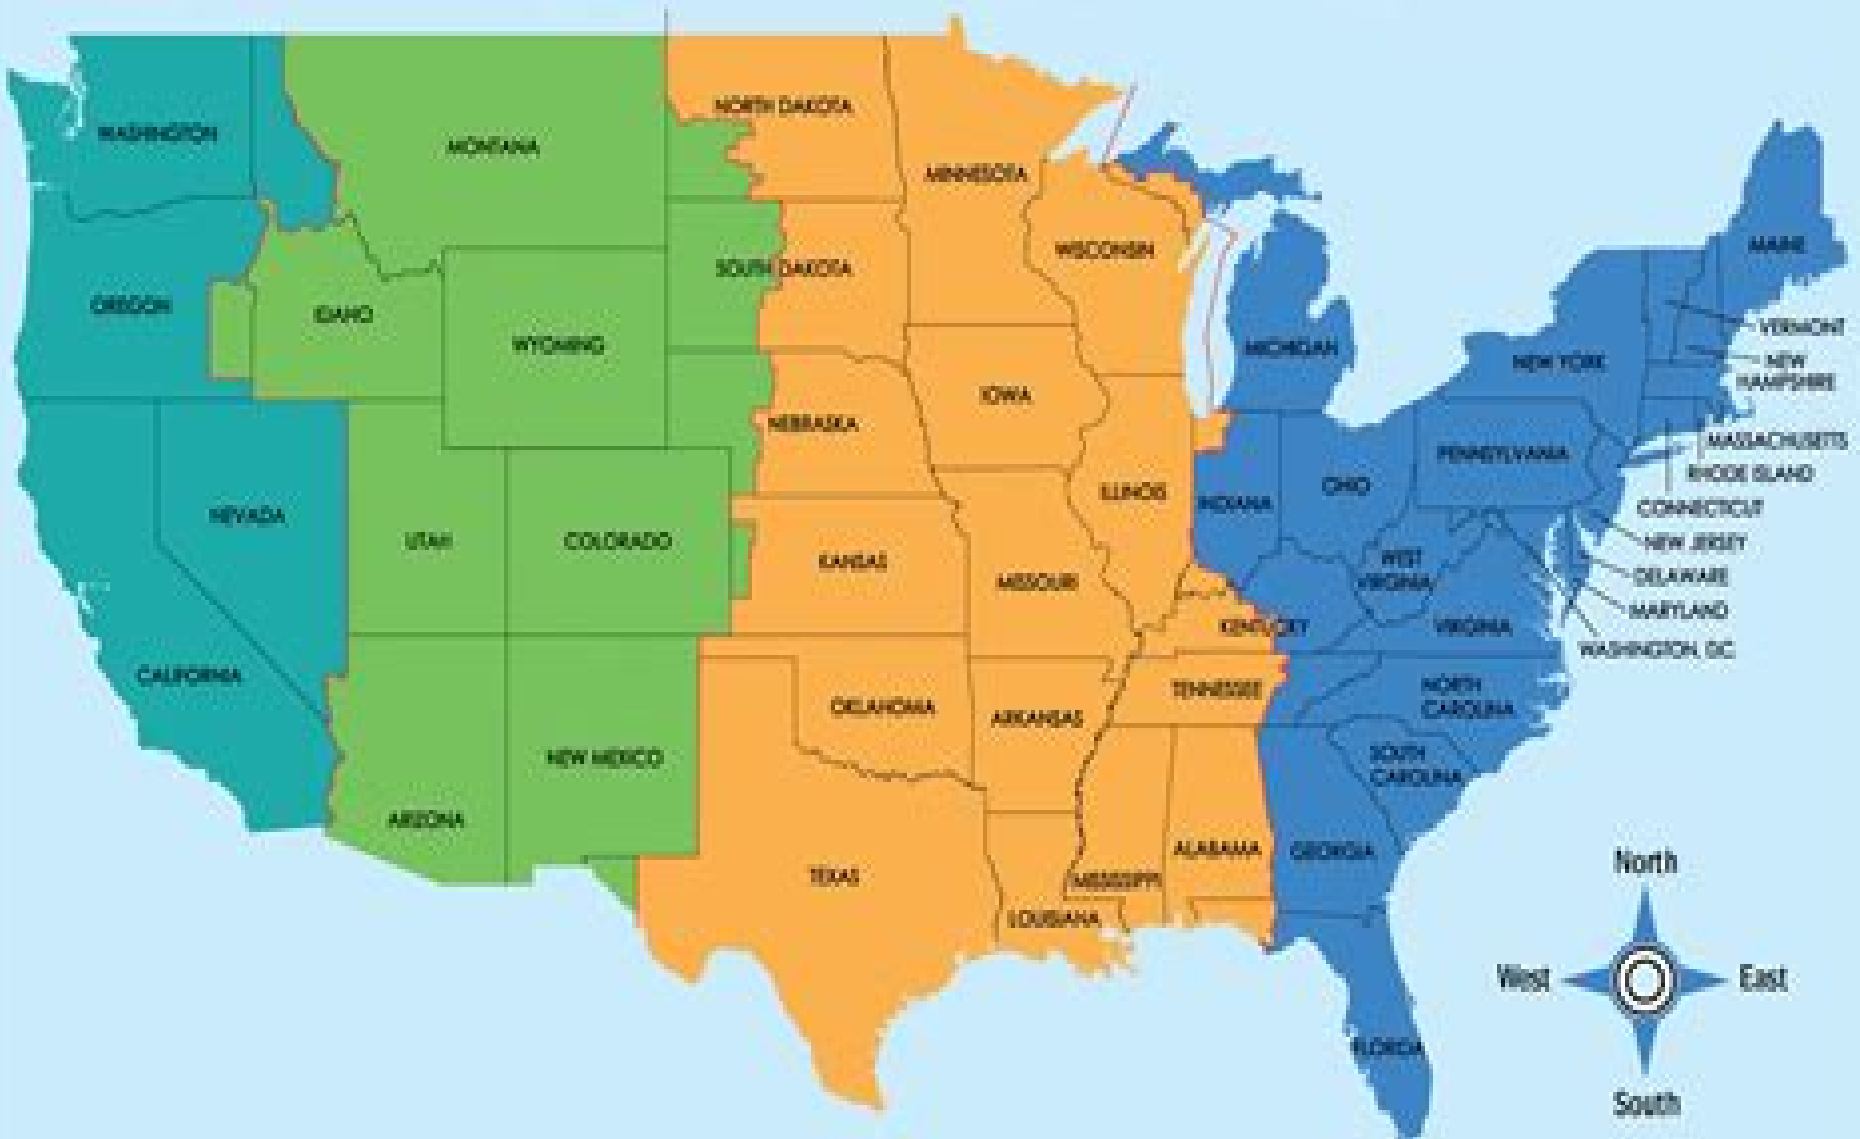 NORTH DAKOTA
WASHINGTON
MONTANA
MINNESOTA
MAINE
WISCONSIN
SOUTH DAKOTA
OREGON
IDAHO
WYOMING
VERMONT
MICHIGAN
NEW YORK
NEW
HAMPSHIRE
IOWA
NEBRASKA
MASSACHUSETTS
PENNSYLVANIA
RHODE ISLAND
OHIO
ILLINOIS
INDIANA
CONNECTICUT
NEVADA
UTAH
COLORADO
NEW JERSEY
KANSAS
WEST
VIRGINIA
MISSOURI
DELAWARE
MARYLAND
KENTUCKY
VIRGINIA
WASHINGTON, D.C.
CALIFORNIA
TENNESSEE
NORTH
CAROLINA
OKLAHOMA
ARKANSAS
NEW MEXICO
SOUTH
CAROLINA
ARIZONA
ALABAMA
GEORGIA
TEXAS
MISSISSIPPI
LOUISIANA
North
West
East
FLORIDA
South